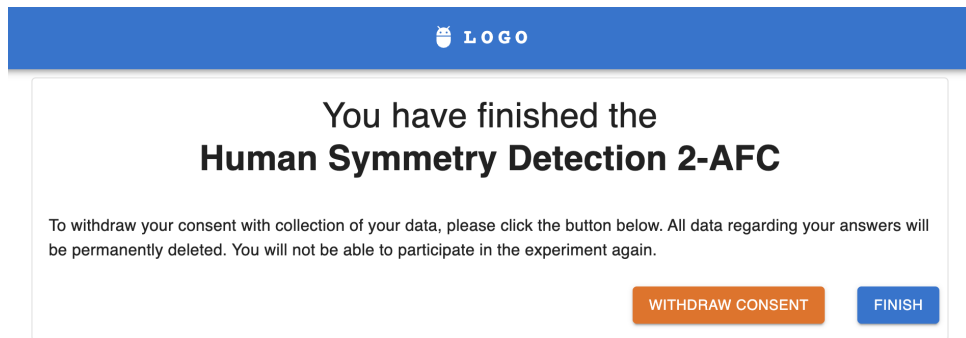 LOGO
You have finished the
Human Symmetry Detection 2-AFC
To withdraw your consent with collection of your data, please click the button below. All data regarding your answers will
be permanently deleted. You will not be able to participate in the experiment again.
WITHDRAW CONSENT FINISH